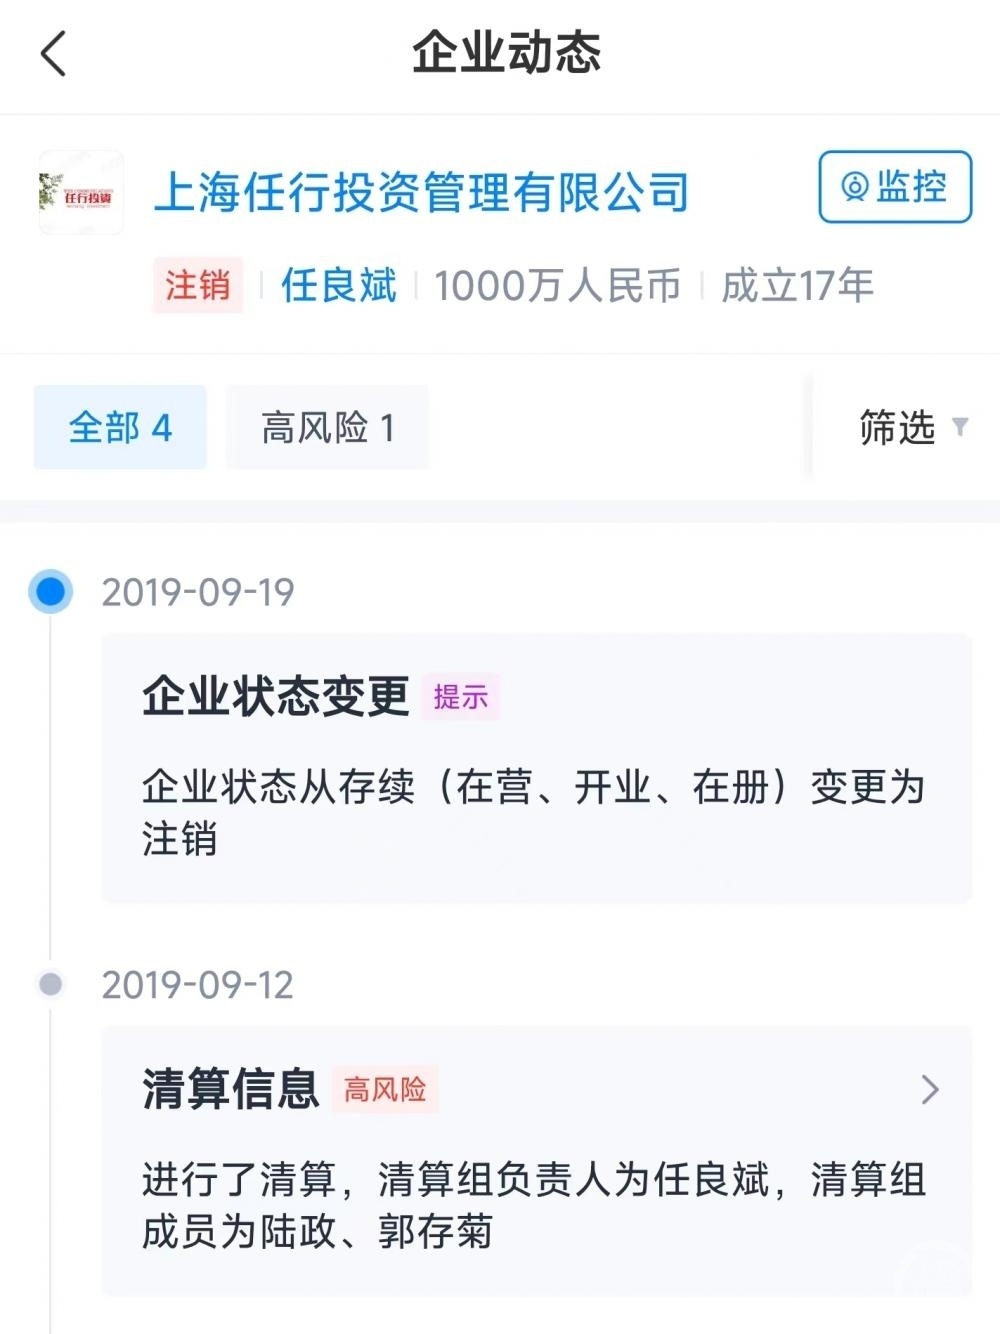 企业动态
任行投资
上海任行投资管理有限公司
监控
注销 任良斌 1000万人民币 成立17年
全部 4 高风险 1 筛选
2019-09-19
企业状态变更 提示
企业状态从存续（在营、开业、在册）变更为
注销
2019-09-12
清算信息 高风险
进行了清算，清算组负责人为任良斌，清算组
成员为陆政、郭存菊